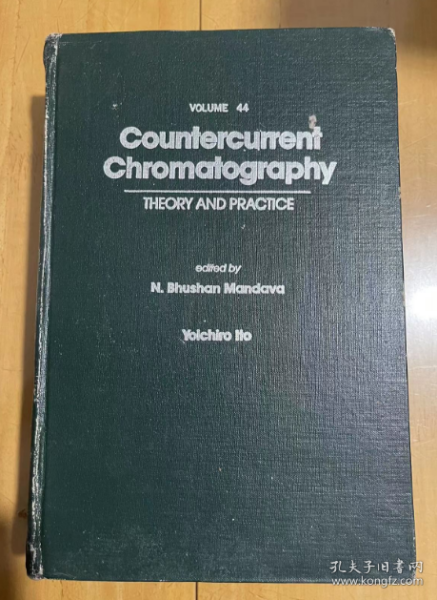 VOLUME 44
Countercurrent
Chromatography
THEORY AND PRACTICE
edited by
N. Bhushan Mandava
Yoichiro Ito
孔夫子旧书网
www.kongfz.com